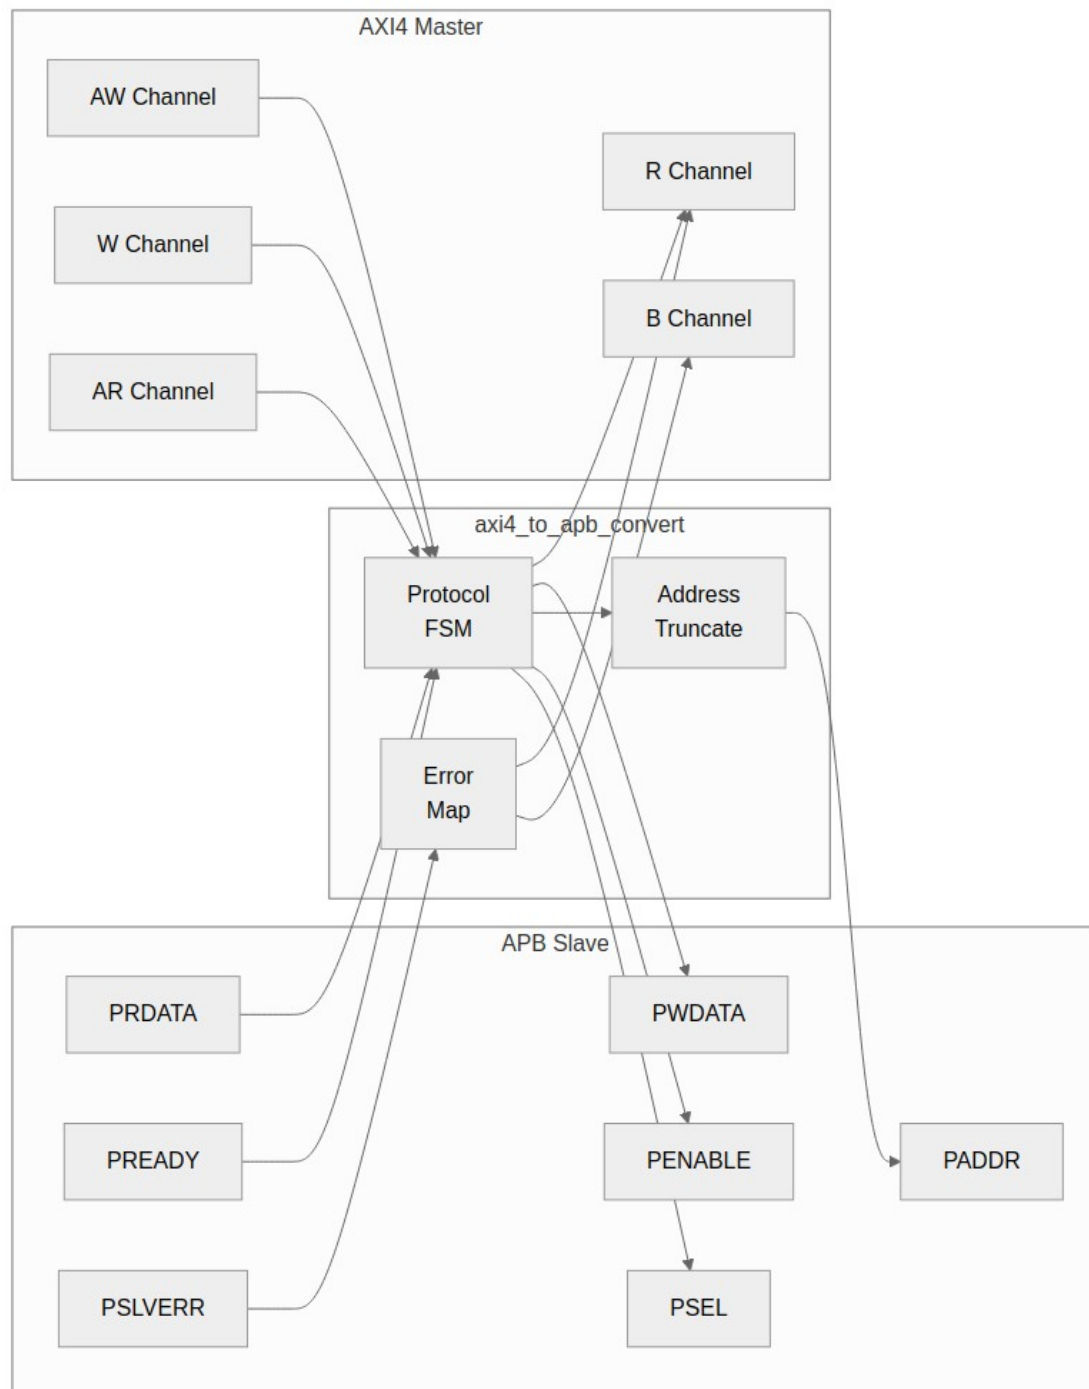 AXI4 Master
AW Channel
R Channel
W Channel
B Channel
AR Channel
axi4_to_apb_convert
Protocol
FSM
Address
Truncate
Error
Map
APB Slave
PRDATA
PWDATA
PREADY
PENABLE
PADDR
PSLVERR
PSEL